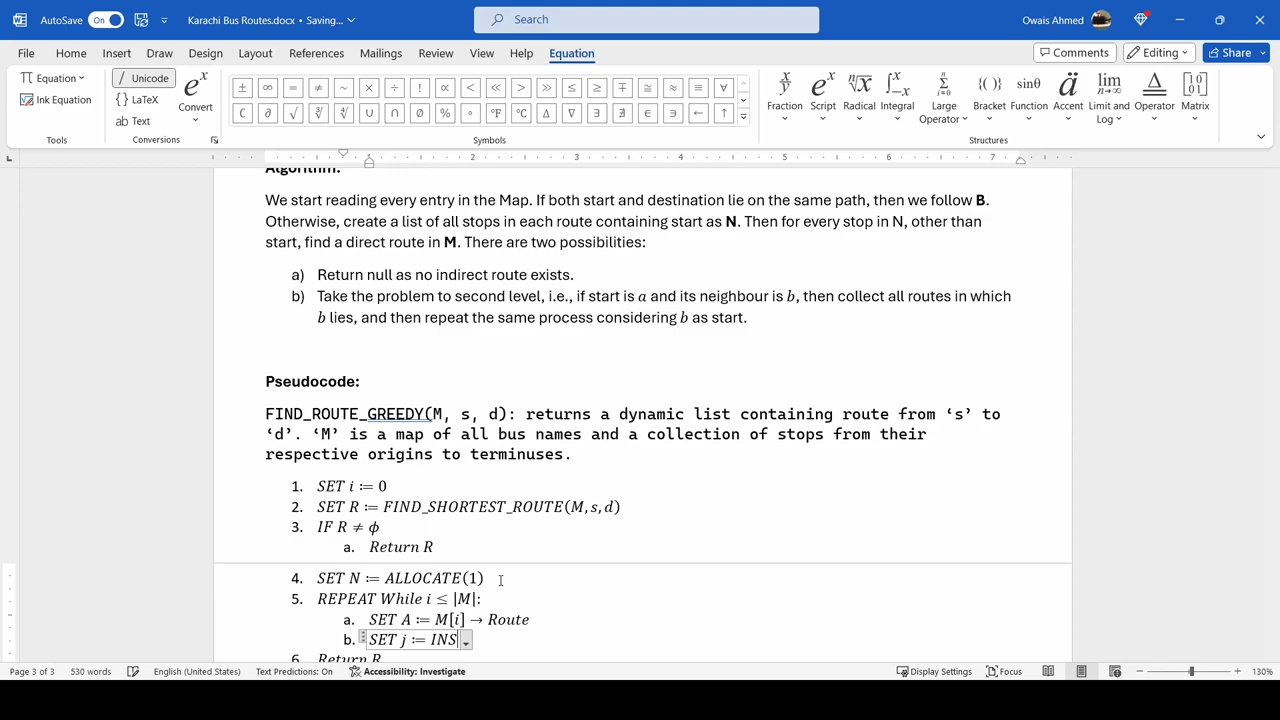 AutoSave On Karachi Bus Routes.docx • Saving... Search Owais Ahmed
File Home Insert Draw Design Layout References Mailings Review View Help Equation Comments Editing Share
Equation Unicode
Ink Equation LaTeX Convert
Text
± ∞ = ≠ ~ × ÷ ! ∝ < ≪ > ≫ ≤ ≥ ∓ ≅ ≈ ≡ ∀
∁ ∂ √ ∛ ∜ ∪ ∩ ∅ % ° ℉ ℃ ∆ ∇ ∃ ∄ ∈ ∋ ← ↑
Fraction Script Radical Integral Large Operator Bracket Function Accent Limit and Log Operator Matrix
Tools Conversions Symbols Structures
1 2 3 4 5 6 7
Algorithm:
We start reading every entry in the Map. If both start and destination lie on the same path, then we follow B.
Otherwise, create a list of all stops in each route containing start as N. Then for every stop in N, other than
start, find a direct route in M. There are two possibilities:
a) Return null as no indirect route exists.
b) Take the problem to second level, i.e., if start is a and its neighbour is b, then collect all routes in which
b lies, and then repeat the same process considering b as start.
Pseudocode:
FIND_ROUTE_GREEDY(M, s, d): returns a dynamic list containing route from ‘s’ to
‘d’. ‘M’ is a map of all bus names and a collection of stops from their
respective origins to terminuses.
1. SET i ≔ 0
2. SET R ≔ FIND_SHORTEST_ROUTE(M, s, d)
3. IF R ≠ ϕ
a. Return R
4. SET N ≔ ALLOCATE(1)
5. REPEAT While i ≤ |M|:
a. SET A ≔ M[i] → Route
b. SET j ≔ INS
6. Return R
Page 3 of 3 530 words English (United States) Text Predictions: On Accessibility: Investigate Display Settings Focus 130%